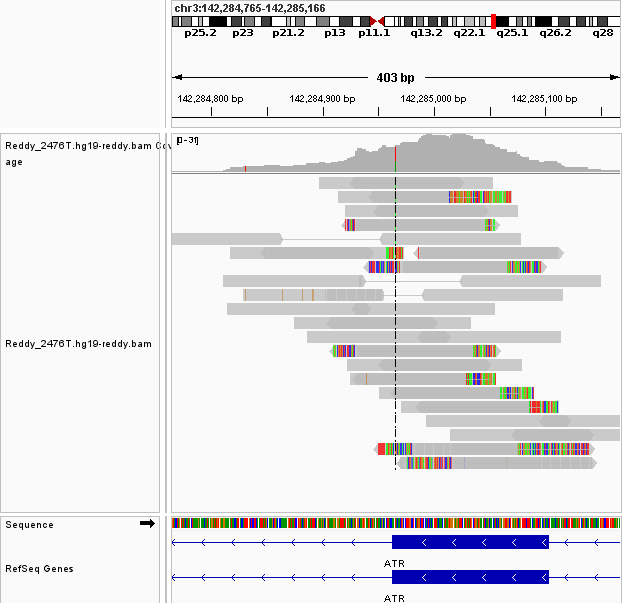 chr3:142,284,765-142,285,166
p25.2 p23 p21.2 p13 p11.1 q13.2 q22.1 q25.1 q26.2 q28
403 bp
142,284,800 bp 142,284,900 bp 142,285,000 bp 142,285,100 bp
[0-31]
Reddy_2476T.hg19-reddy.bam Cov
age
Reddy_2476T.hg19-reddy.bam
Sequence
RefSeq Genes
ATR
ATR